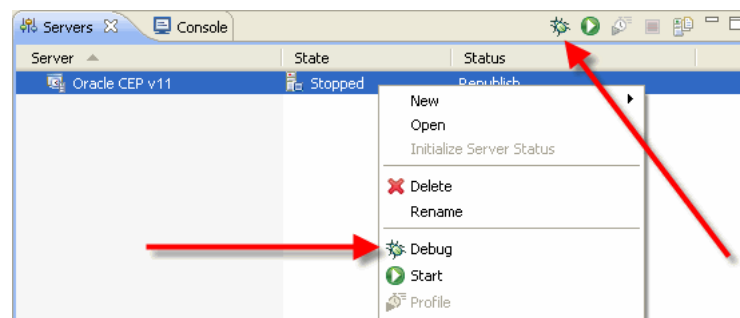 Servers Console
Server State Status
Oracle CEP v11 Stopped Republish
New
Open
Initialize Server Status
Delete
Rename
Debug
Start
Profile